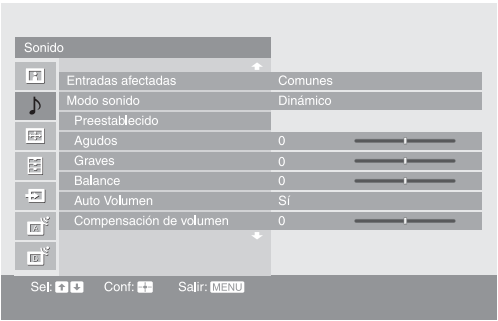 Sonido
Entradas afectadas Comunes
Modo sonido Dinámico
Preestablecido
Agudos 0
Graves 0
Balance 0
Auto Volumen Sí
Compensación de volumen 0
Sel: Conf: Salir: MENU